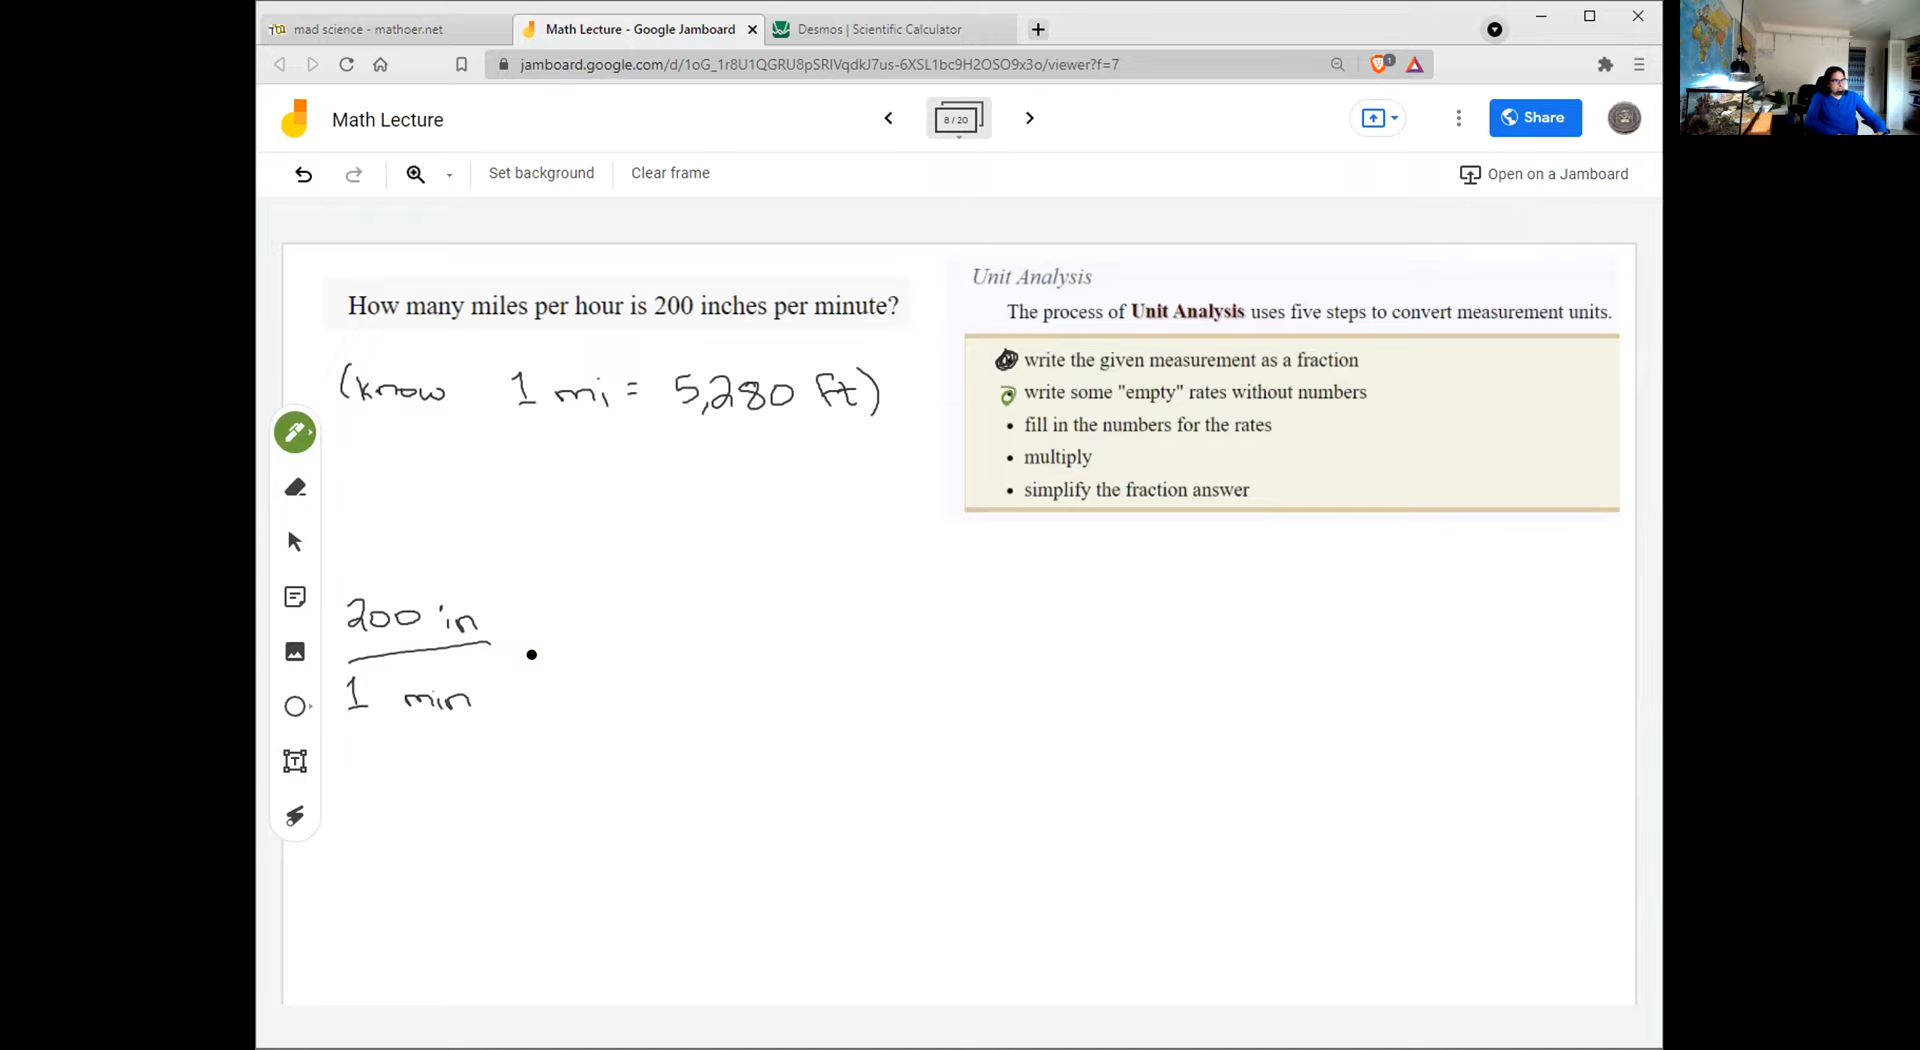 mad science - mathoer.net
Math Lecture - Google Jamboard
Desmos | Scientific Calculator
jamboard.google.com/d/1oG_1r8U1QGRU8pSRIVqdkJ7us-6XSL1bc9H2OSO9x3o/viewer?f=7
Math Lecture
8 / 20
Share
Set background
Clear frame
Open on a Jamboard
How many miles per hour is 200 inches per minute?
(know 1 mi = 5,280 ft)
Unit Analysis
The process of Unit Analysis uses five steps to convert measurement units.
write the given measurement as a fraction
write some "empty" rates without numbers
• fill in the numbers for the rates
• multiply
• simplify the fraction answer
200 in
1 min